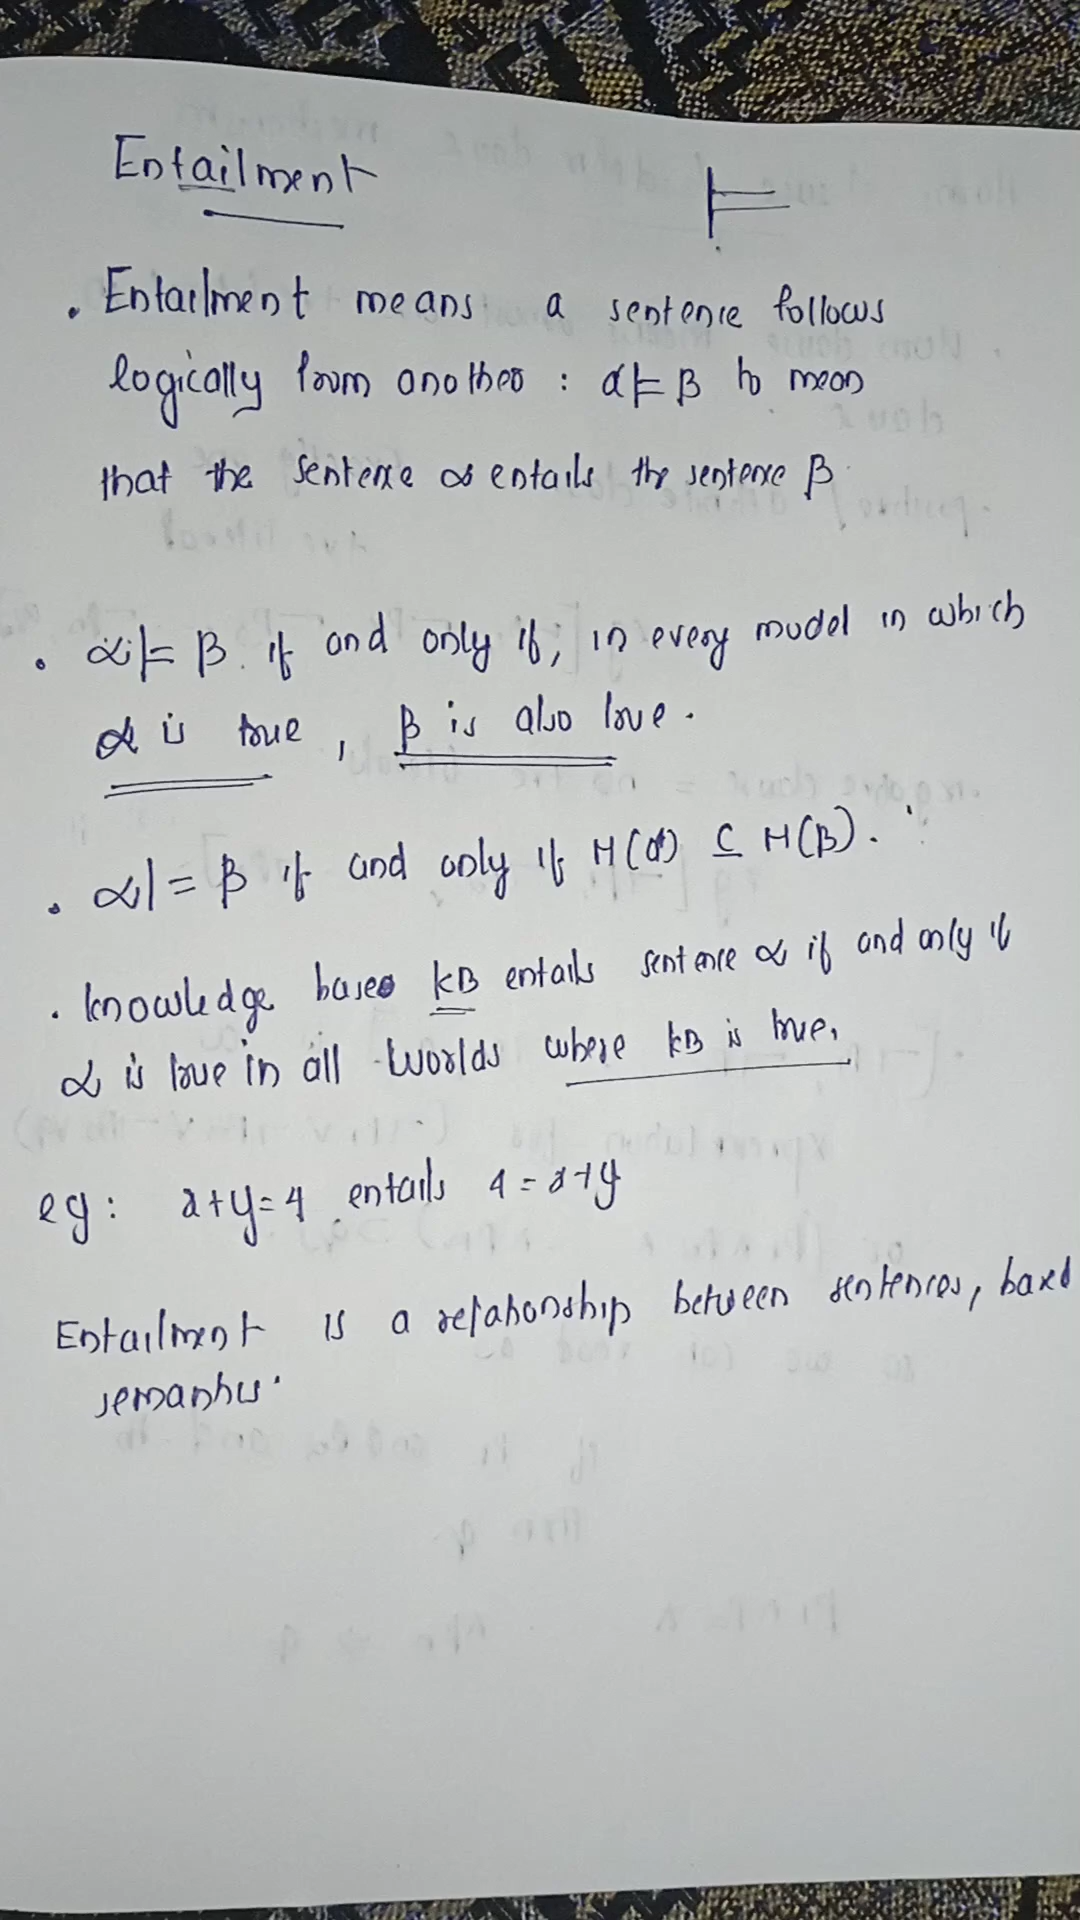 Entailment ⊨
. Entailment means a sentence follows
logically from another : α ⊨ β to mean
that the sentence α entails the sentence β.
. α ⊨ β. if and only if, in every model in which
α is true , β is also true.
. α|= β if and only if M(α) ⊆ M(β).
. knowledge base KB entails sentence α if and only if
α is true in all worlds where KB is true.
eg : x+y=4 entails 4=x+y
Entailment is a relationship between sentences, based
semantics.